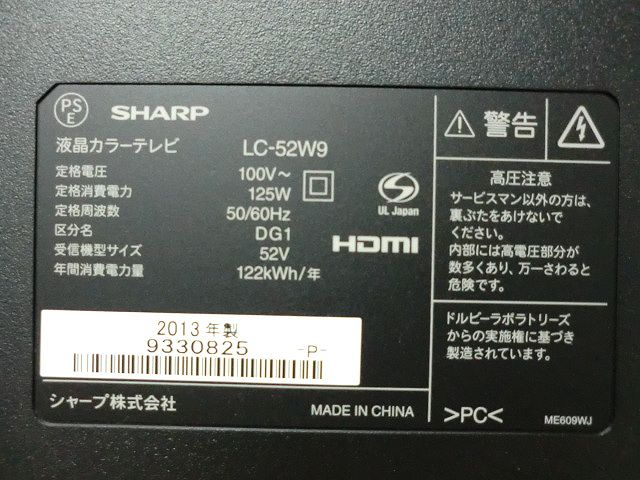 PS
E
SHARP
液晶カラーテレビ LC-52W9
定格電圧 100V~
定格消費電力 125W
定格周波数 50/60Hz
区分名 DG1
受信機型サイズ 52V
年間消費電力量 122kWh/年
S
UL Japan
HDMI
2013年製
9330825 -P-
シャープ株式会社 MADE IN CHINA
警告
高圧注意
サービスマン以外の方は、
裏ぶたをあけないで
ください。
内部には高電圧部分が
数多くあり、万一さわると
危険です。
ドルビーラボラトリーズ
からの実施権に基づき
製造されています。
>PC< ME609WJ